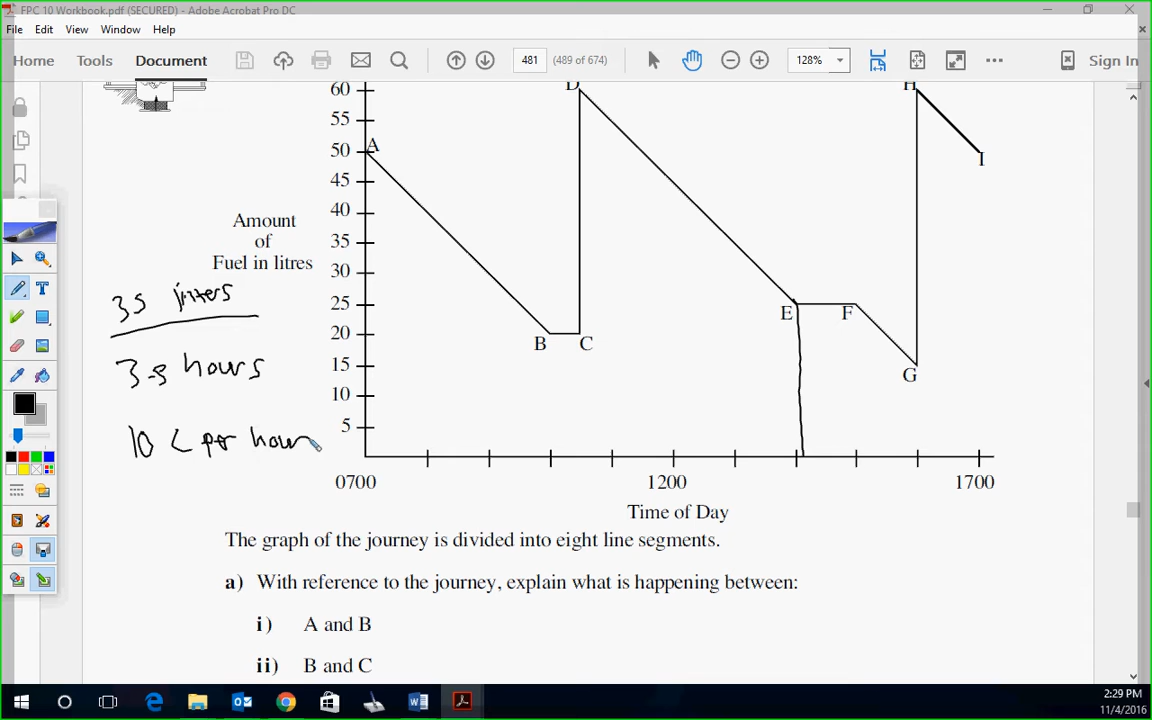 FPC 10 Workbook.pdf (SECURED) - Adobe Acrobat Pro DC
File Edit View Window Help
Home Tools Document 481 (489 of 674) 128% Sign In
60 D H
55
50 A I
45
40
35
30
25 E F
20 B C
15 G
10
5
Amount
of
Fuel in litres
35 litters
3.5 hours
10 L per hour
0700 1200 1700
Time of Day
The graph of the journey is divided into eight line segments.
a) With reference to the journey, explain what is happening between:
i) A and B
ii) B and C
2:29 PM
11/4/2016